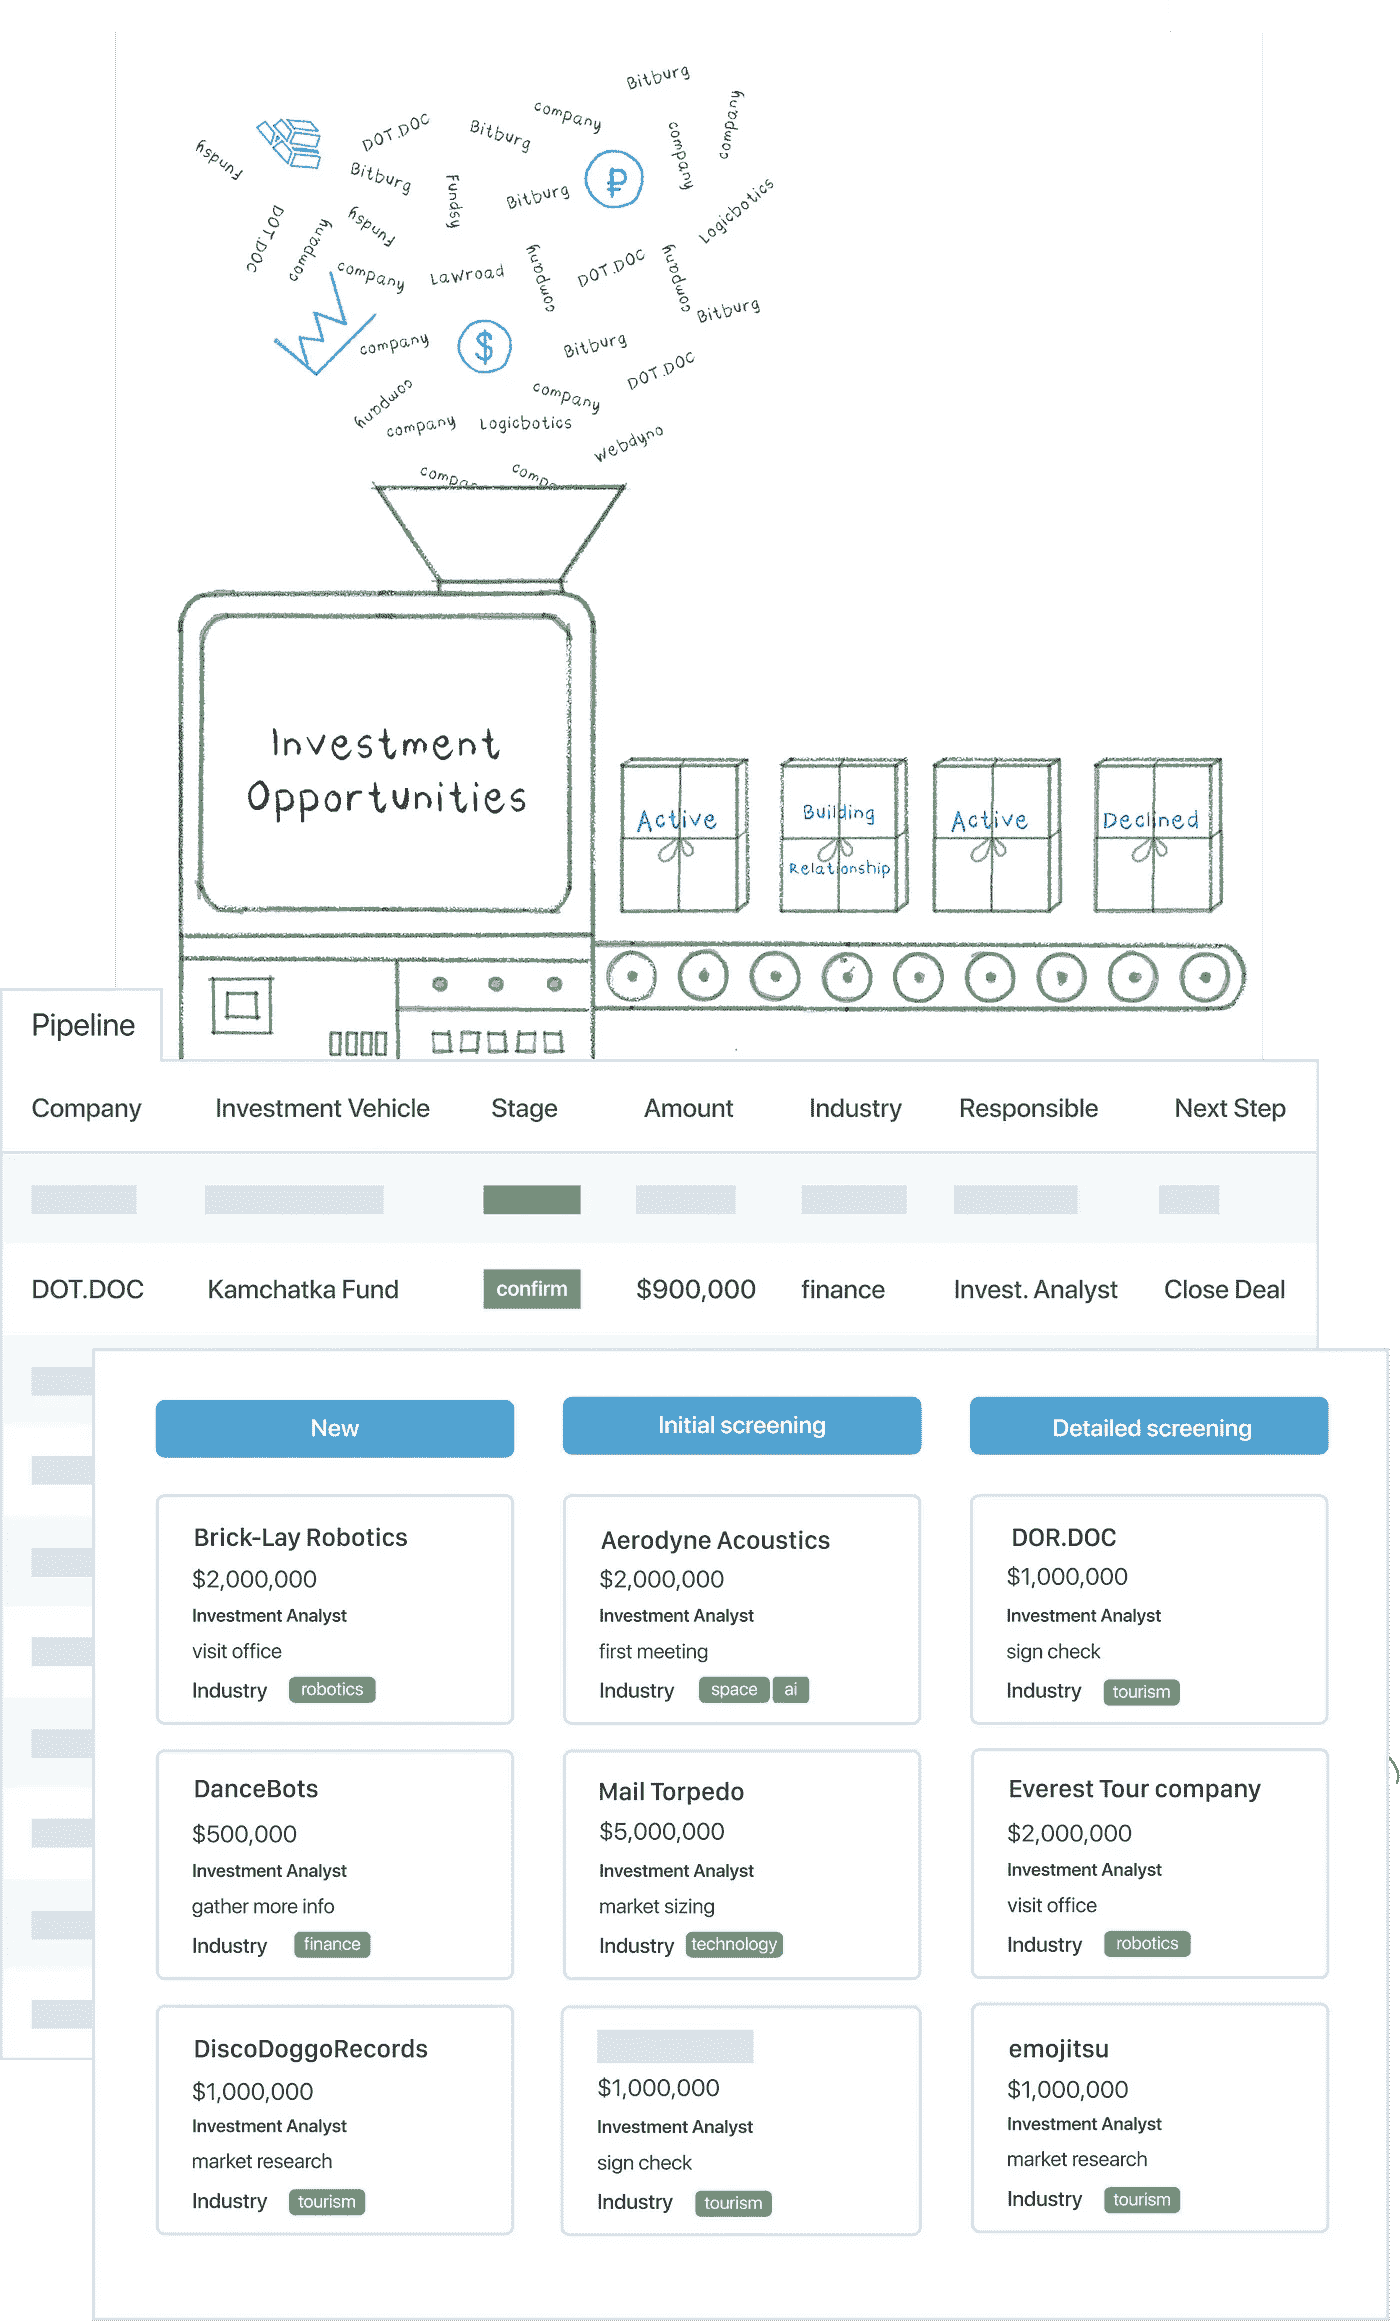 Bitburg
company
company
DOT.DOC
Bitburg
company
Fundsy
Bitburg
Fundsy
Bitburg
Logicbotics
DOT.DOC
company
Fundsy
company
Lawroad
company
DOT.DOC
company
Bitburg
company
Bitburg
DOT.DOC
company
company
company
Logicbotics
webdyno
compa
comp
Investment
Opportunities
Active
Building
Relationship
Active
Declined
Pipeline
Company Investment Vehicle Stage Amount Industry Responsible Next Step
DOT.DOC Kamchatka Fund confirm $900,000 finance Invest. Analyst Close Deal
New
Initial screening
Detailed screening
Brick-Lay Robotics
$2,000,000
Investment Analyst
visit office
Industry robotics
Aerodyne Acoustics
$2,000,000
Investment Analyst
first meeting
Industry space ai
DOR.DOC
$1,000,000
Investment Analyst
sign check
Industry tourism
DanceBots
$500,000
Investment Analyst
gather more info
Industry finance
Mail Torpedo
$5,000,000
Investment Analyst
market sizing
Industry technology
Everest Tour company
$2,000,000
Investment Analyst
visit office
Industry robotics
DiscoDoggoRecords
$1,000,000
Investment Analyst
market research
Industry tourism
$1,000,000
Investment Analyst
sign check
Industry tourism
emojitsu
$1,000,000
Investment Analyst
market research
Industry tourism